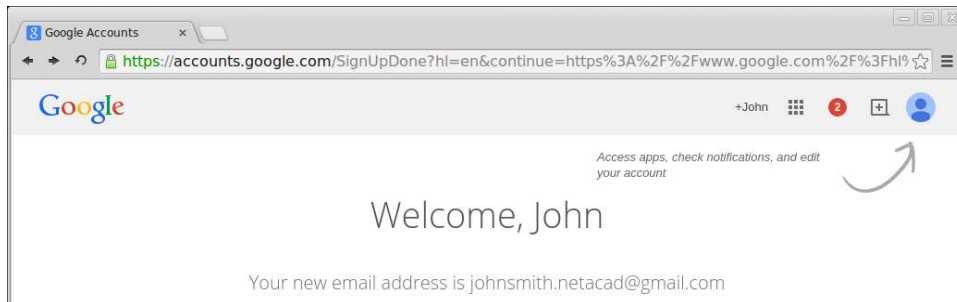 Google Accounts
https://accounts.google.com/SignUpDone?hl=en&continue=https%3A%2F%2Fwww.google.com%2F%3Fhl%
Google
+John
2
Access apps, check notifications, and edit
your account
Welcome, John
Your new email address is johnsmith.netacad@gmail.com